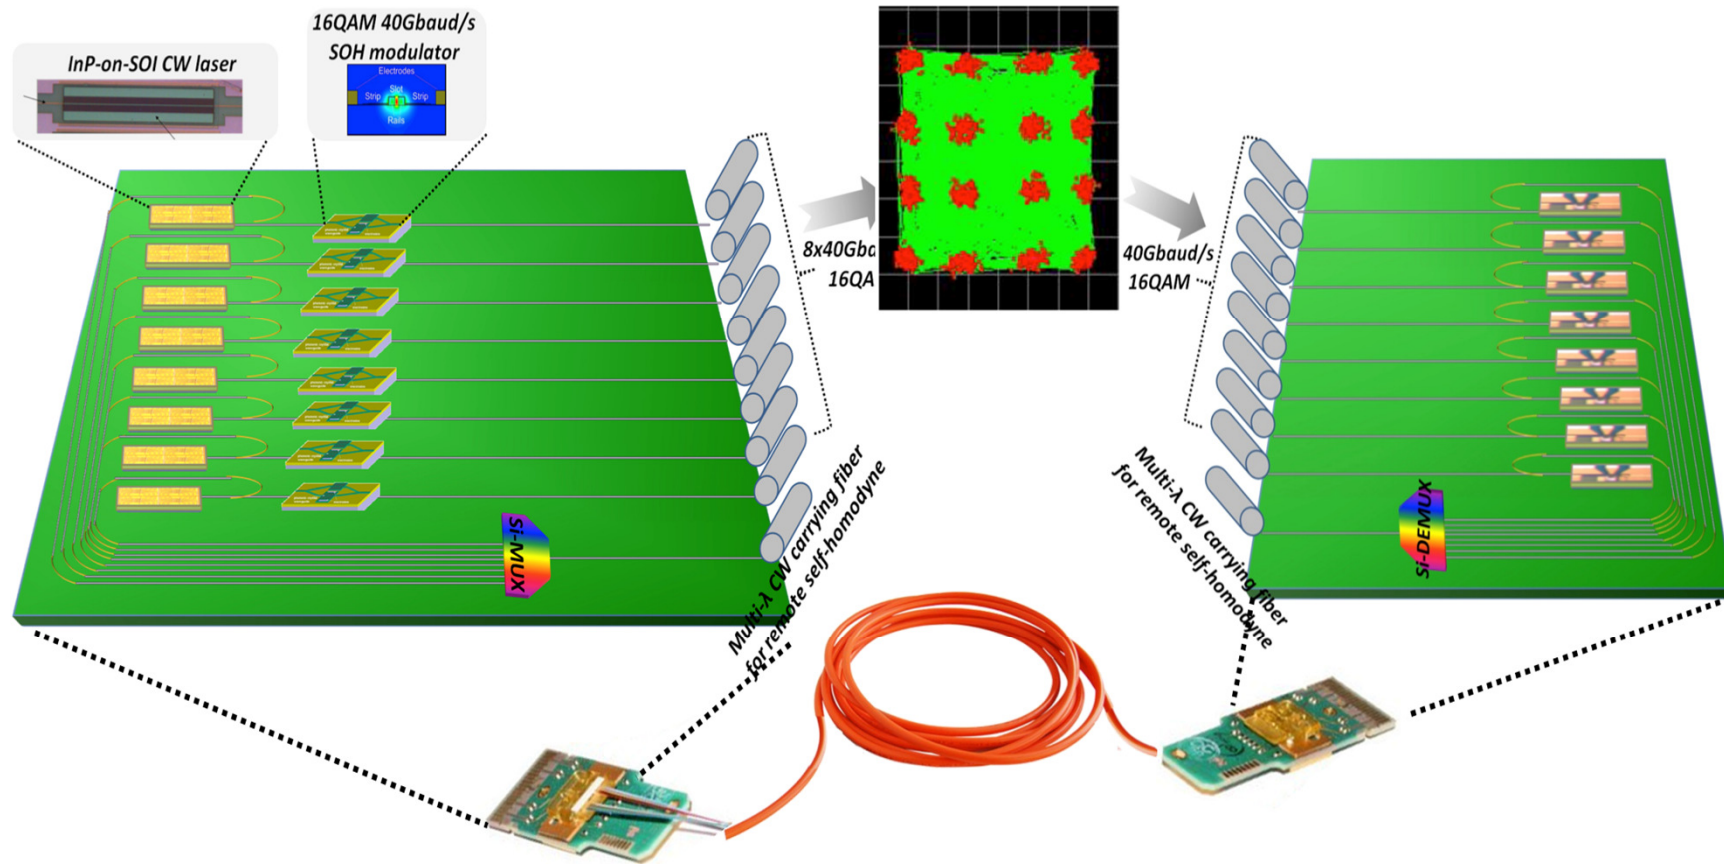 InP-on-SOI CW laser
16QAM 40Gbaud/s
SOH modulator
Electrodes
Slot
Strip
Strip
Rails
8x40Gba
16QA
40Gbaud/s
16QAM
Si-MUX
Multi-λ CW carrying fiber
for remote self-homodyne
Multi-λ CW carrying fiber
for remote self-homodyne
Si-DEMUX